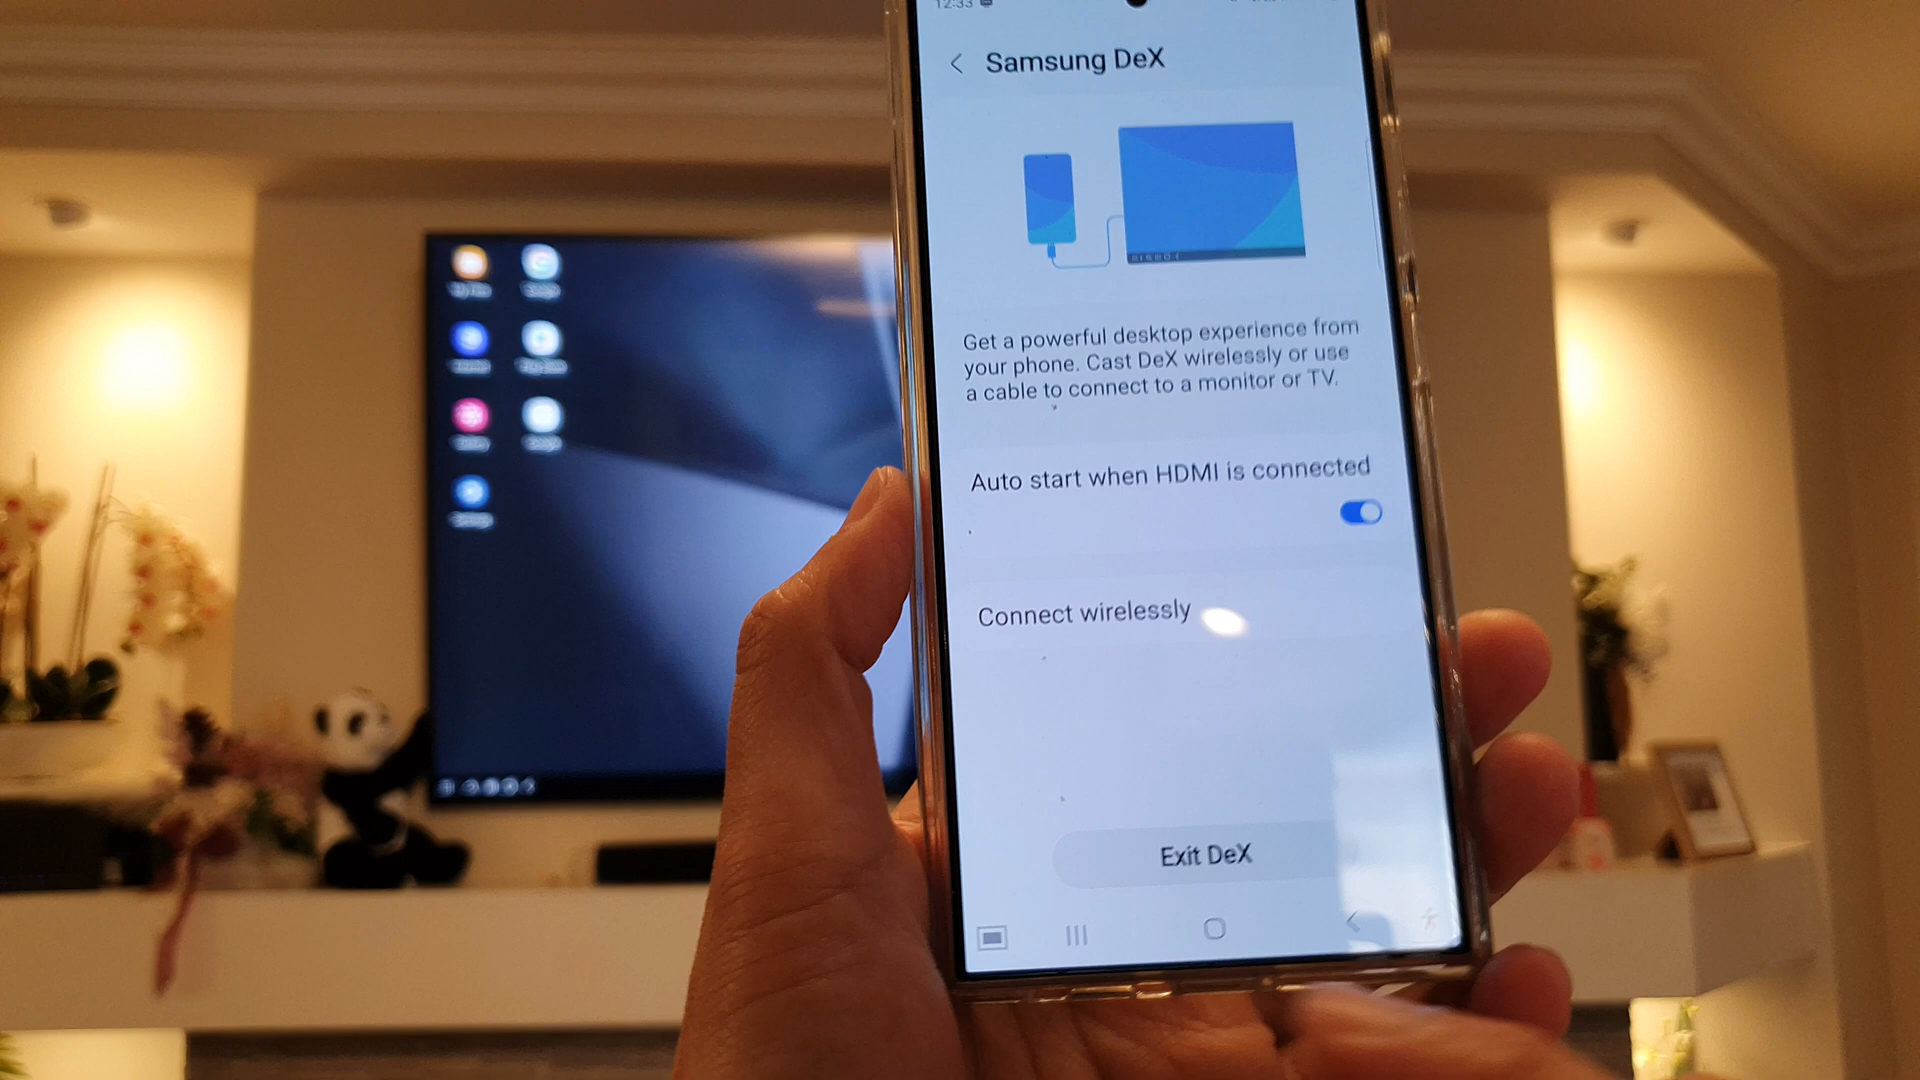 12:33
Samsung DeX
Get a powerful desktop experience from
your phone. Cast DeX wirelessly or use
a cable to connect to a monitor or TV.
Auto start when HDMI is connected
Connect wirelessly
Exit DeX